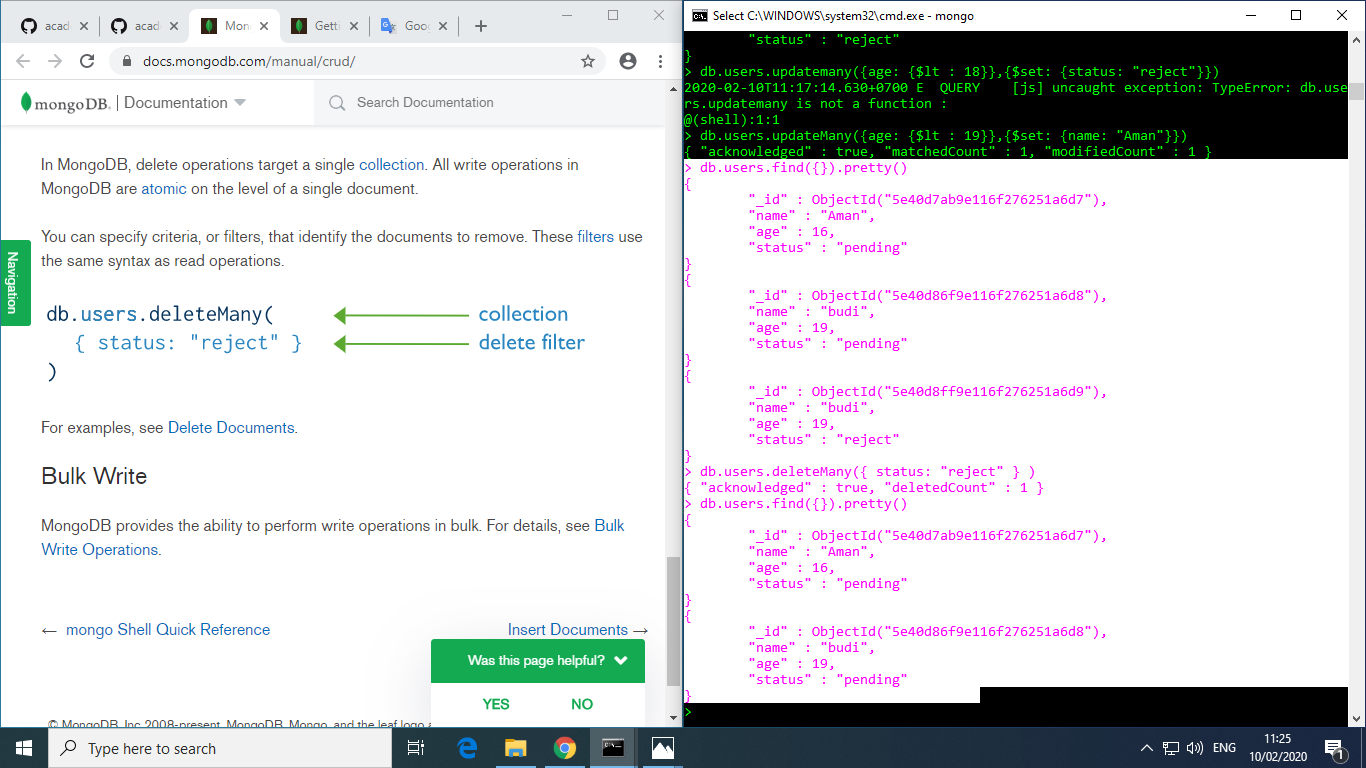 acad
acad
Mon
Getti
Goog
docs.mongodb.com/manual/crud/
mongoDB. | Documentation
Search Documentation
In MongoDB, delete operations target a single collection. All write operations in
MongoDB are atomic on the level of a single document.
You can specify criteria, or filters, that identify the documents to remove. These filters use
the same syntax as read operations.
Navigation
db.users.deleteMany(
collection
{ status: "reject" }
delete filter
)
For examples, see Delete Documents.
Bulk Write
MongoDB provides the ability to perform write operations in bulk. For details, see Bulk
Write Operations.
← mongo Shell Quick Reference
Insert Documents →
Was this page helpful?
YES
NO
© MongoDB, Inc 2008-present. MongoDB, Mongo, and the leaf logo
Select C:\WINDOWS\system32\cmd.exe - mongo
"status" : "reject"
}
> db.users.updatemany({age: {$lt : 18}},{$set: {status: "reject"}})
2020-02-10T11:17:14.630+0700 E  QUERY    [js] uncaught exception: TypeError: db.use
rs.updatemany is not a function :
@(shell):1:1
> db.users.updateMany({age: {$lt : 19}},{$set: {name: "Aman"}})
{ "acknowledged" : true, "matchedCount" : 1, "modifiedCount" : 1 }
> db.users.find({}).pretty()
{
"_id" : ObjectId("5e40d7ab9e116f276251a6d7"),
"name" : "Aman",
"age" : 16,
"status" : "pending"
}
{
"_id" : ObjectId("5e40d86f9e116f276251a6d8"),
"name" : "budi",
"age" : 19,
"status" : "pending"
}
{
"_id" : ObjectId("5e40d8ff9e116f276251a6d9"),
"name" : "budi",
"age" : 19,
"status" : "reject"
}
> db.users.deleteMany({ status: "reject" } )
{ "acknowledged" : true, "deletedCount" : 1 }
> db.users.find({}).pretty()
{
"_id" : ObjectId("5e40d7ab9e116f276251a6d7"),
"name" : "Aman",
"age" : 16,
"status" : "pending"
}
{
"_id" : ObjectId("5e40d86f9e116f276251a6d8"),
"name" : "budi",
"age" : 19,
"status" : "pending"
}
>
Type here to search
ENG
11:25
10/02/2020
1